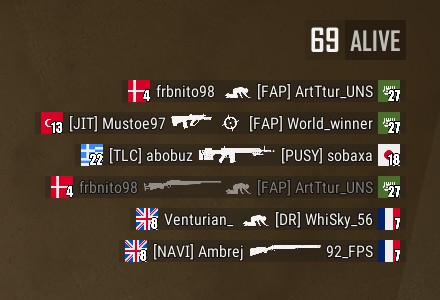 69 ALIVE
4 frbnito98 [FAP] ArtTtur_UNS 27
13 [JIT] Mustoe97 [FAP] World_winner 27
22 [TLC] abobuz [PUSY] sobaxa 18
4 frbnito98 [FAP] ArtTtur_UNS 27
8 Venturian_ [DR] WhiSky_56 7
8 [NAVI] Ambrej 92_FPS 7